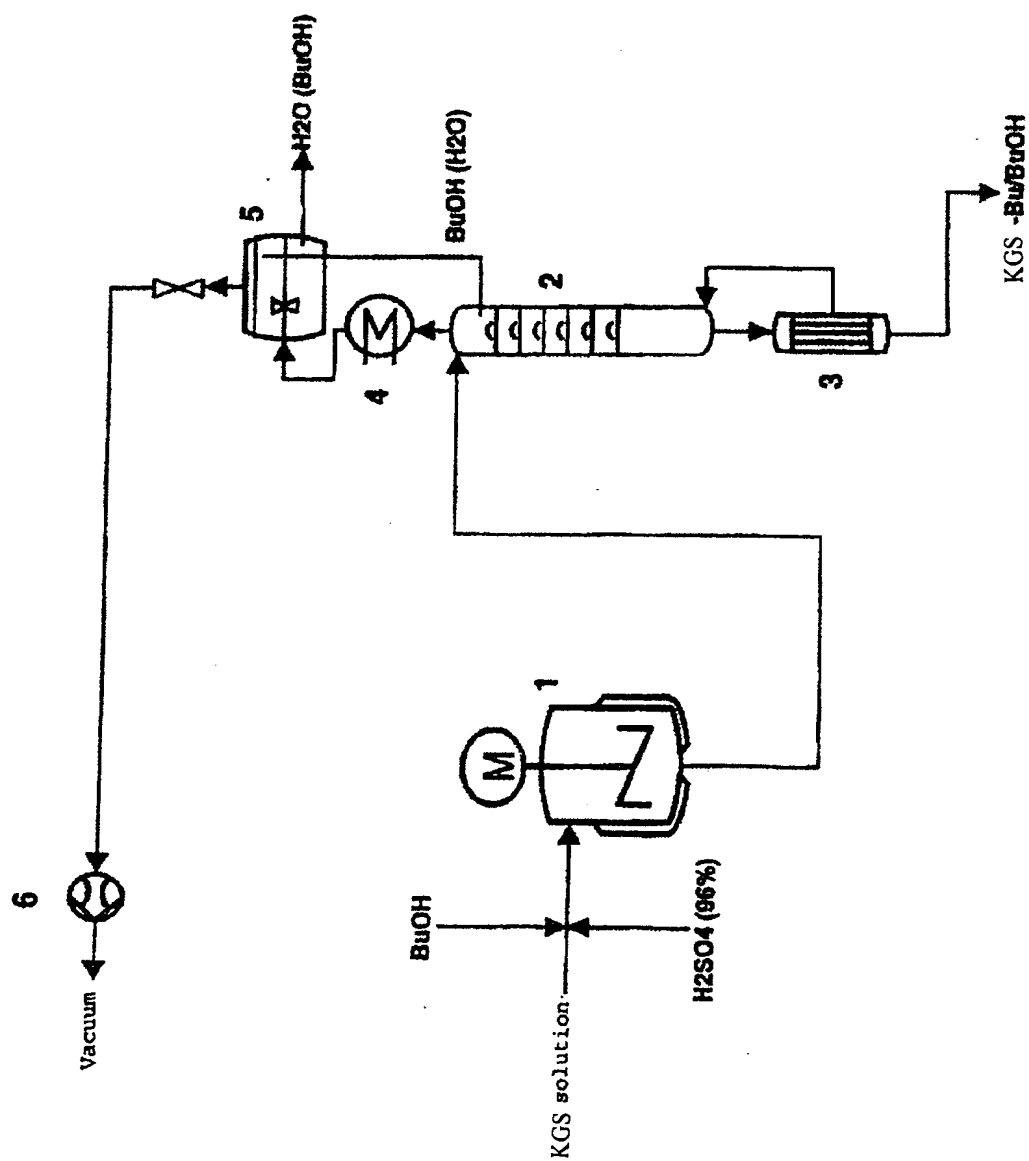 6
Vacuum
5
H2O (BuOH)
BuOH (H2O)
4
2
3
KGS -Bu/BuOH
1
M
BuOH
H2SO4 (96%)
KGS solution